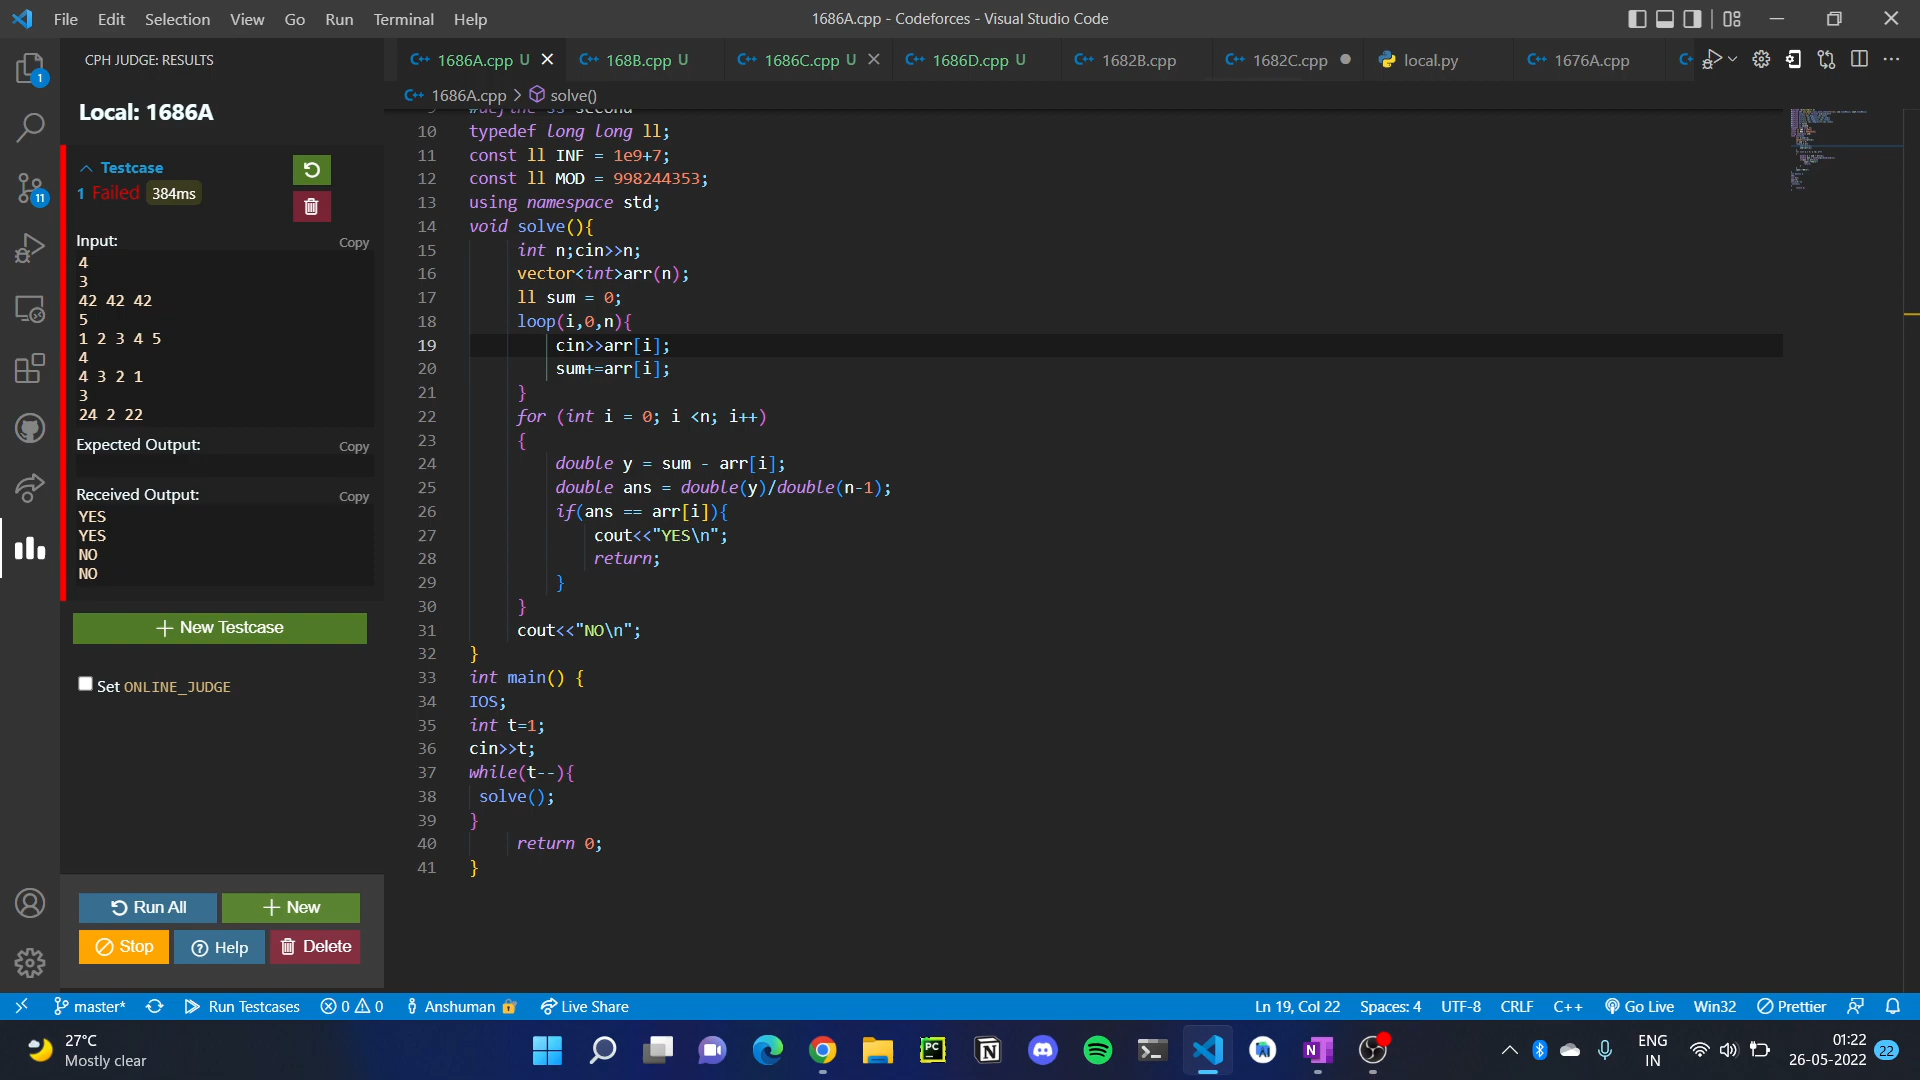 File Edit Selection View Go Run Terminal Help
1686A.cpp - Codeforces - Visual Studio Code
CPH JUDGE: RESULTS
1686A.cpp U
168B.cpp U
1686C.cpp U
1686D.cpp U
1682B.cpp
1682C.cpp
local.py
1676A.cpp
1686A.cpp > solve()
Local: 1686A
Testcase
1 Failed 384ms
Input:
Copy
4
3
42 42 42
5
1 2 3 4 5
4
4 3 2 1
3
24 2 22
Expected Output:
Copy
Received Output:
Copy
YES
YES
NO
NO
+ New Testcase
Set ONLINE_JUDGE
Run All
+ New
Stop
Help
Delete
10 typedef long long ll;
11 const ll INF = 1e9+7;
12 const ll MOD = 998244353;
13 using namespace std;
14 void solve(){
15 int n;cin>>n;
16 vector<int>arr(n);
17 ll sum = 0;
18 loop(i,0,n){
19 cin>>arr[i];
20 sum+=arr[i];
21 }
22 for (int i = 0; i <n; i++)
23 {
24 double y = sum - arr[i];
25 double ans = double(y)/double(n-1);
26 if(ans == arr[i]){
27 cout<<"YES\n";
28 return;
29 }
30 }
31 cout<<"NO\n";
32 }
33 int main() {
34 IOS;
35 int t=1;
36 cin>>t;
37 while(t--){
38 solve();
39 }
40 return 0;
41 }
1
11
master*
Run Testcases
0 0
Anshuman
Live Share
Ln 19, Col 22
Spaces: 4
UTF-8
CRLF
C++
Go Live
Win32
Prettier
27°C
Mostly clear
PC
ENG
IN
01:22
26-05-2022
22